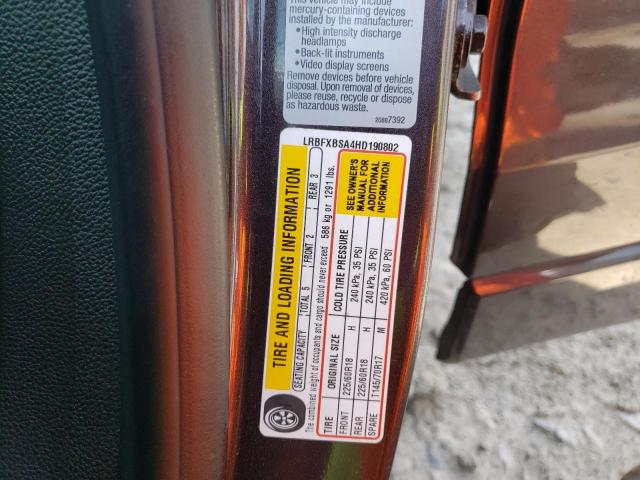 This vehicle may include
mercury-containing devices
installed by the manufacturer:
• High intensity discharge
headlamps
• Back-lit instruments
• Video display screens
Remove devices before vehicle
disposal. Upon removal of devices
please reuse, recycle or dispose
as hazardous waste.
20867392
LRBFXBSA4HD190802
TIRE AND LOADING INFORMATION
SEE OWNER'S
MANUAL FOR
ADDITIONAL
INFORMATION
SEATING CAPACITY TOTAL 5 FRONT 2 REAR 3
The combined weight of occupants and cargo should never exceed 586 kg or 1291 lbs.
TIRE ORIGINAL SIZE COLD TIRE PRESSURE
FRONT 225/60R18 H 240 kPa, 35 PSI
REAR 225/60R18 H 240 kPa, 35 PSI
SPARE T145/70R17 M 420 kPa, 60 PSI